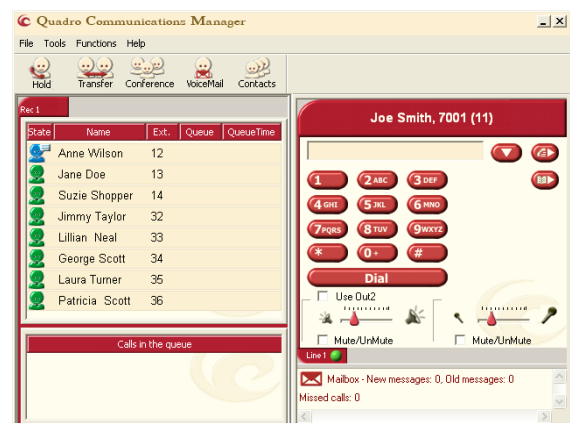 Quadro Communications Manager
File Tools Functions Help
Hold Transfer Conference VoiceMail Contacts
Rec 1
State Name Ext. Queue QueueTime
Anne Wilson 12
Jane Doe 13
Suzie Shopper 14
Jimmy Taylor 32
Lillian Neal 33
George Scott 34
Laura Turner 35
Patricia Scott 36
Calls in the queue
Joe Smith, 7001 (11)
1 2 ABC 3 DEF
4 GHI 5 JKL 6 MNO
7 PQRS 8 TUV 9 WXYZ
* 0 + #
Dial
Use Out2
Mute/UnMute Mute/UnMute
Line 1
Mailbox - New messages: 0, Old messages: 0
Missed calls: 0